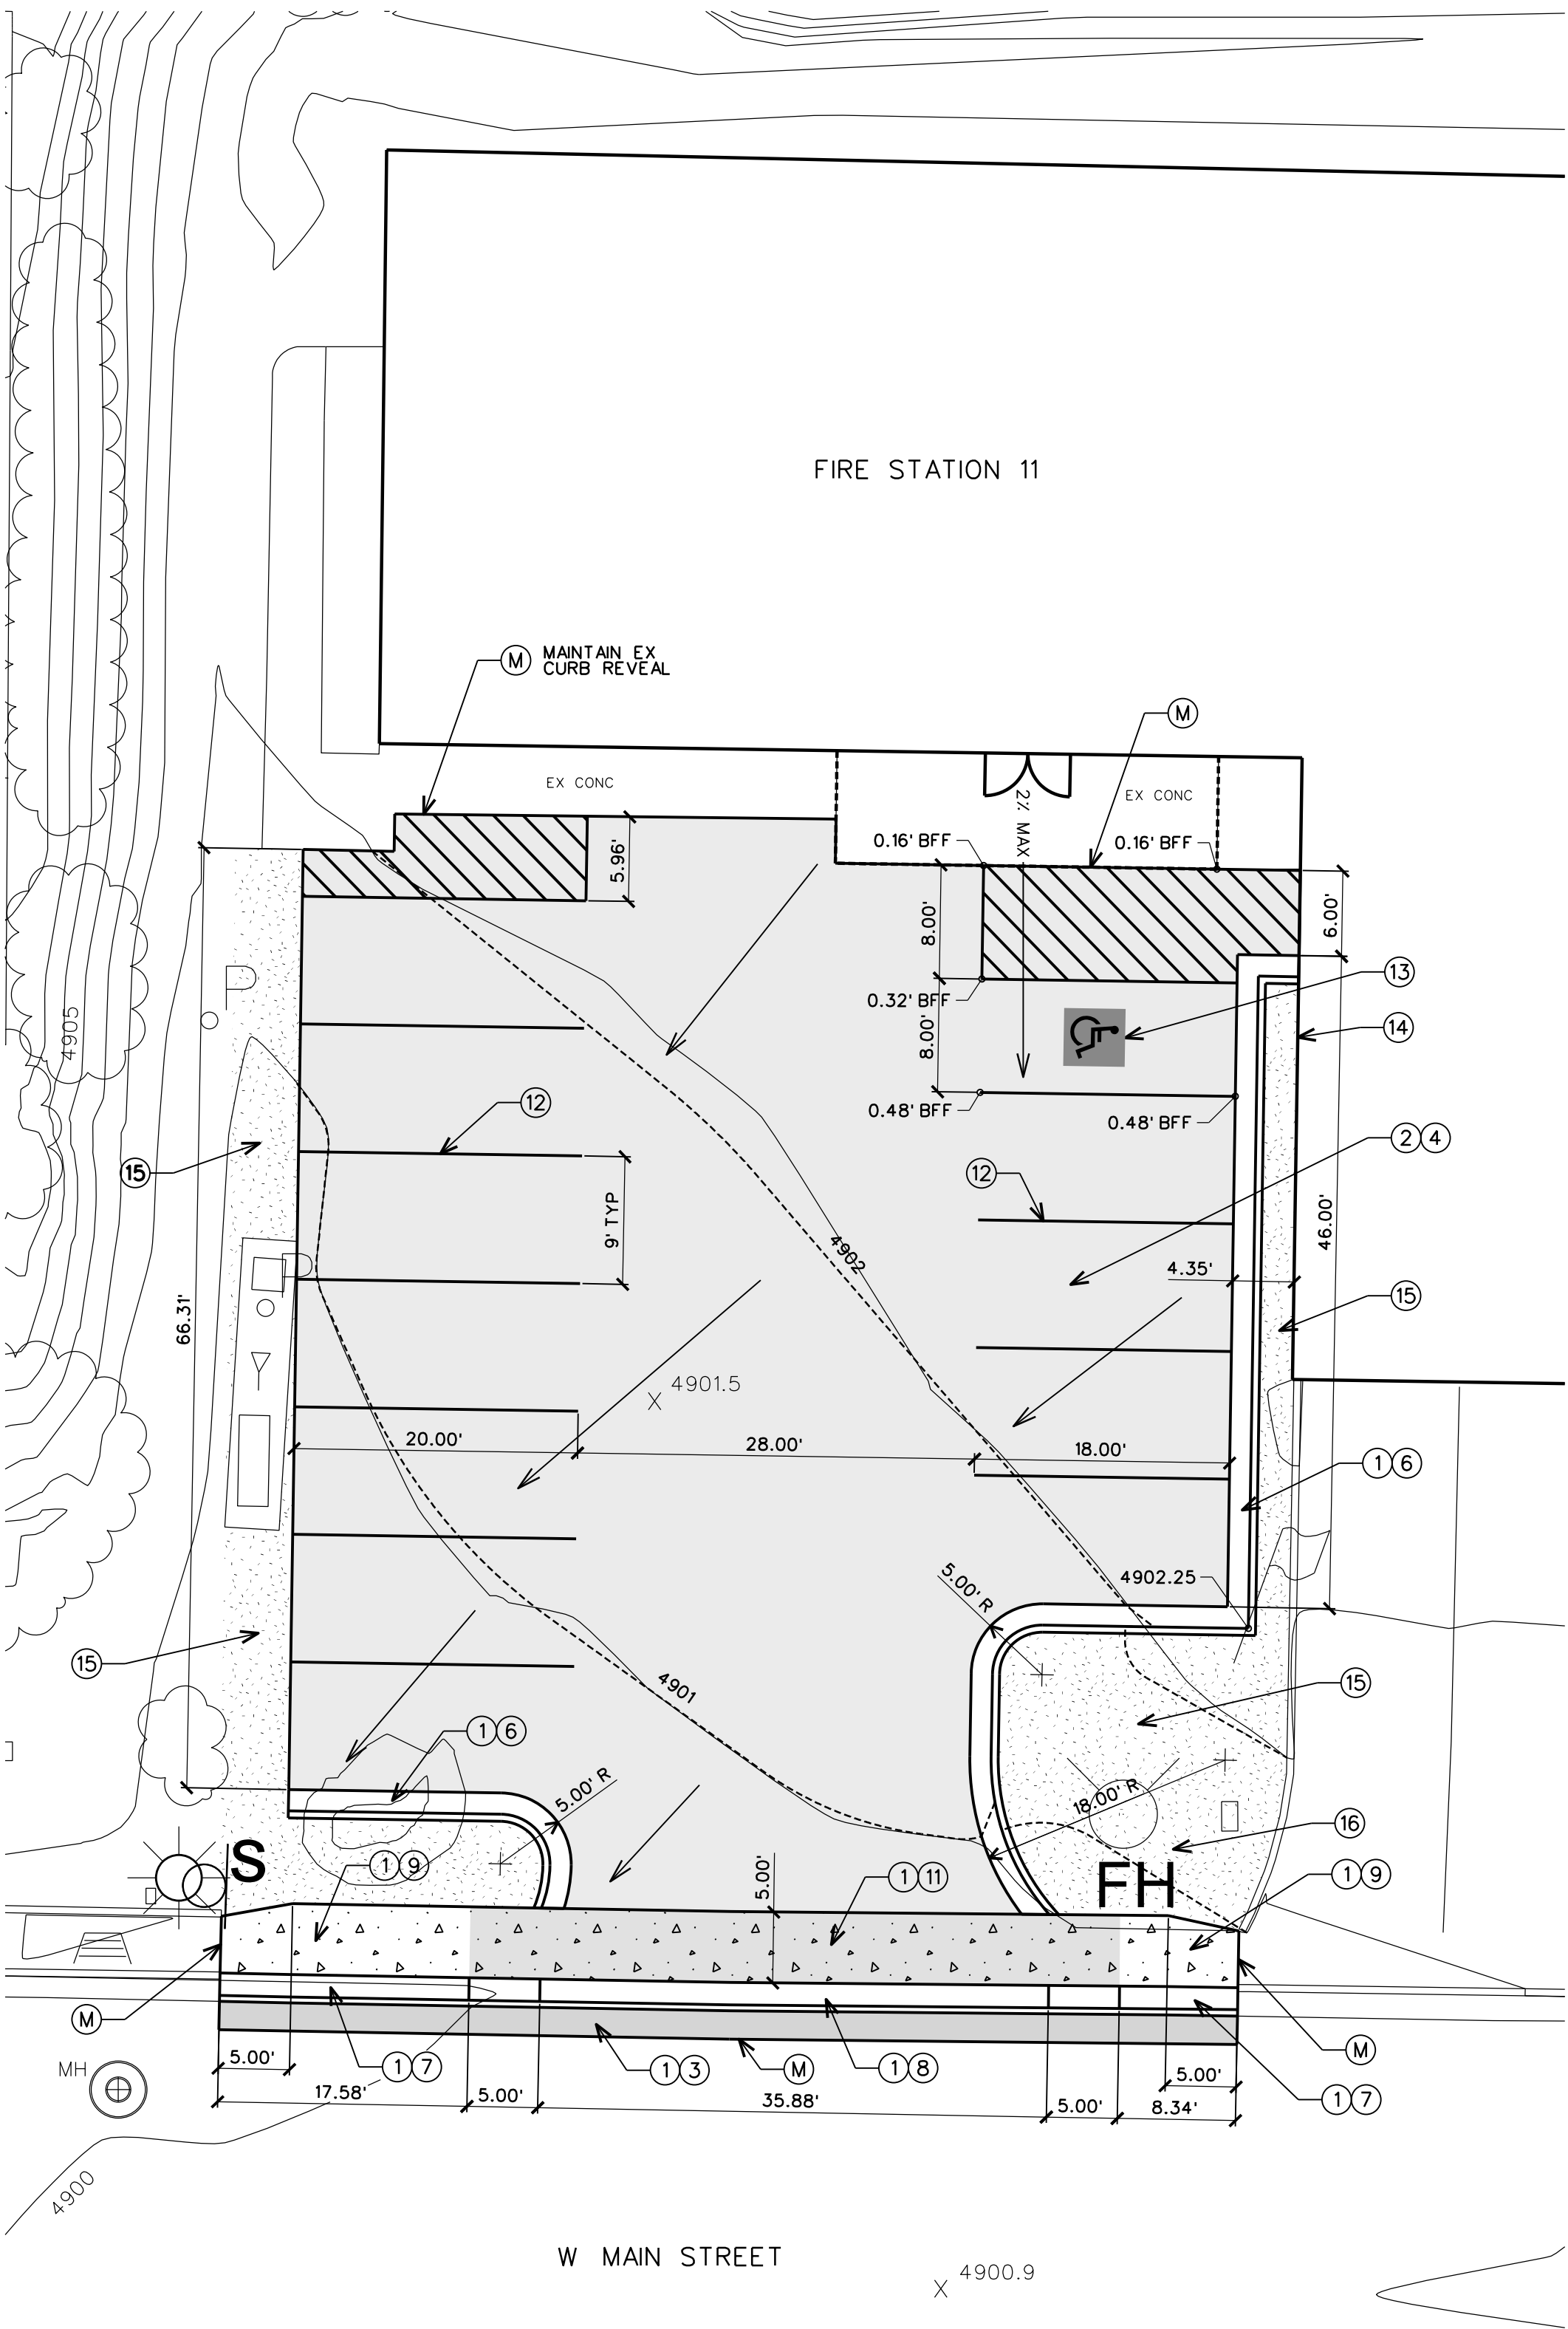 FIRE STATION 11
M MAINTAIN EX
CURB REVEAL
M
EX CONC
EX CONC
2% MAX
0.16' BFF
0.16' BFF
5.96'
8.00'
6.00'
13
0.32' BFF
14
4905
8.00'
12
0.48' BFF
0.48' BFF
2 4
15
12
9' TYP
46.00'
4902
4.35'
15
66.31'
4901.5
20.00'
28.00'
18.00'
1 6
4902.25
5.00' R
15
15
4901
1 6
5.00' R
18.00' R
16
S
1 9
5.00'
1 11
FH
1 9
M
M
MH
5.00'
1 7
1 3
M
1 8
5.00'
1 7
17.58'
5.00'
35.88'
5.00'
8.34'
4900
W MAIN STREET
4900.9